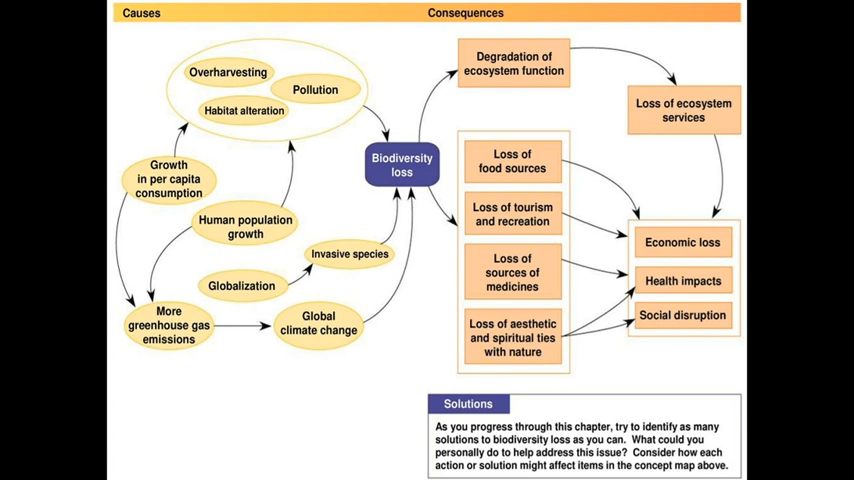 Causes
Consequences
Overharvesting
Pollution
Habitat alteration
Growth
in per capita
consumption
Human population
growth
Invasive species
Globalization
More
greenhouse gas
emissions
Global
climate change
Biodiversity
loss
Degradation of
ecosystem function
Loss of ecosystem
services
Loss of
food sources
Loss of tourism
and recreation
Loss of
sources of
medicines
Loss of aesthetic
and spiritual ties
with nature
Economic loss
Health impacts
Social disruption
Solutions
As you progress through this chapter, try to identify as many
solutions to biodiversity loss as you can. What could you
personally do to help address this issue? Consider how each
action or solution might affect items in the concept map above.